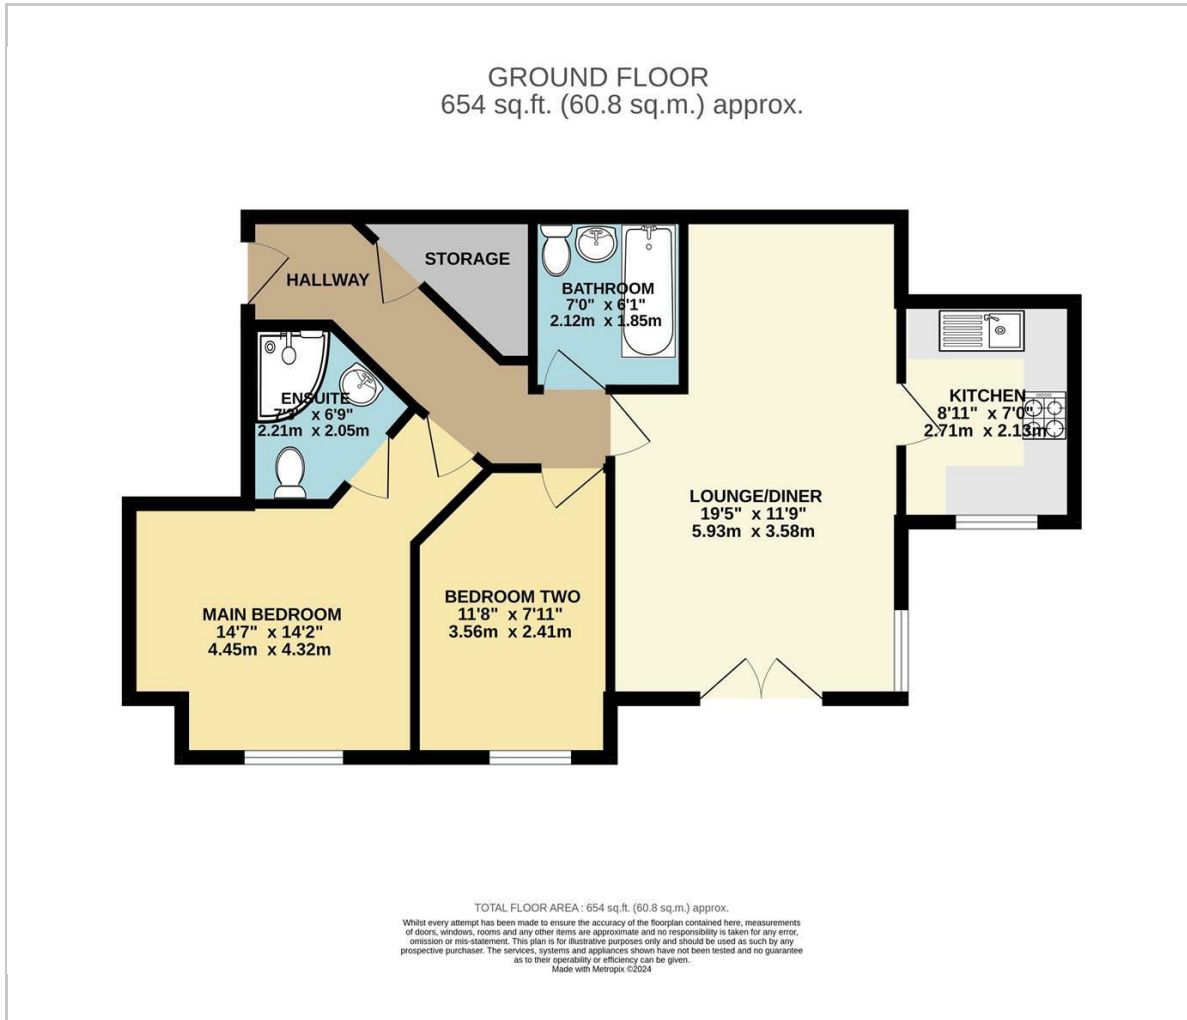 GROUND FLOOR
654 sq.ft. (60.8 sq.m.) approx.
HALLWAY
STORAGE
BATHROOM
7'0" x 6'1"
2.12m x 1.85m
ENSUITE
7'3" x 6'9"
2.21m x 2.05m
KITCHEN
8'11" x 7'0"
2.71m x 2.13m
LOUNGE/DINER
19'5" x 11'9"
5.93m x 3.58m
MAIN BEDROOM
14'7" x 14'2"
4.45m x 4.32m
BEDROOM TWO
11'8" x 7'11"
3.56m x 2.41m
TOTAL FLOOR AREA : 654 sq.ft. (60.8 sq.m.) approx.
Whilst every attempt has been made to ensure the accuracy of the floorplan contained here, measurements
of doors, windows, rooms and any other items are approximate and no responsibility is taken for any error,
omission or mis-statement. This plan is for illustrative purposes only and should be used as such by any
prospective purchaser. The services, systems and appliances shown have not been tested and no guarantee
as to their operability or efficiency can be given.
Made with Metropix ©2024